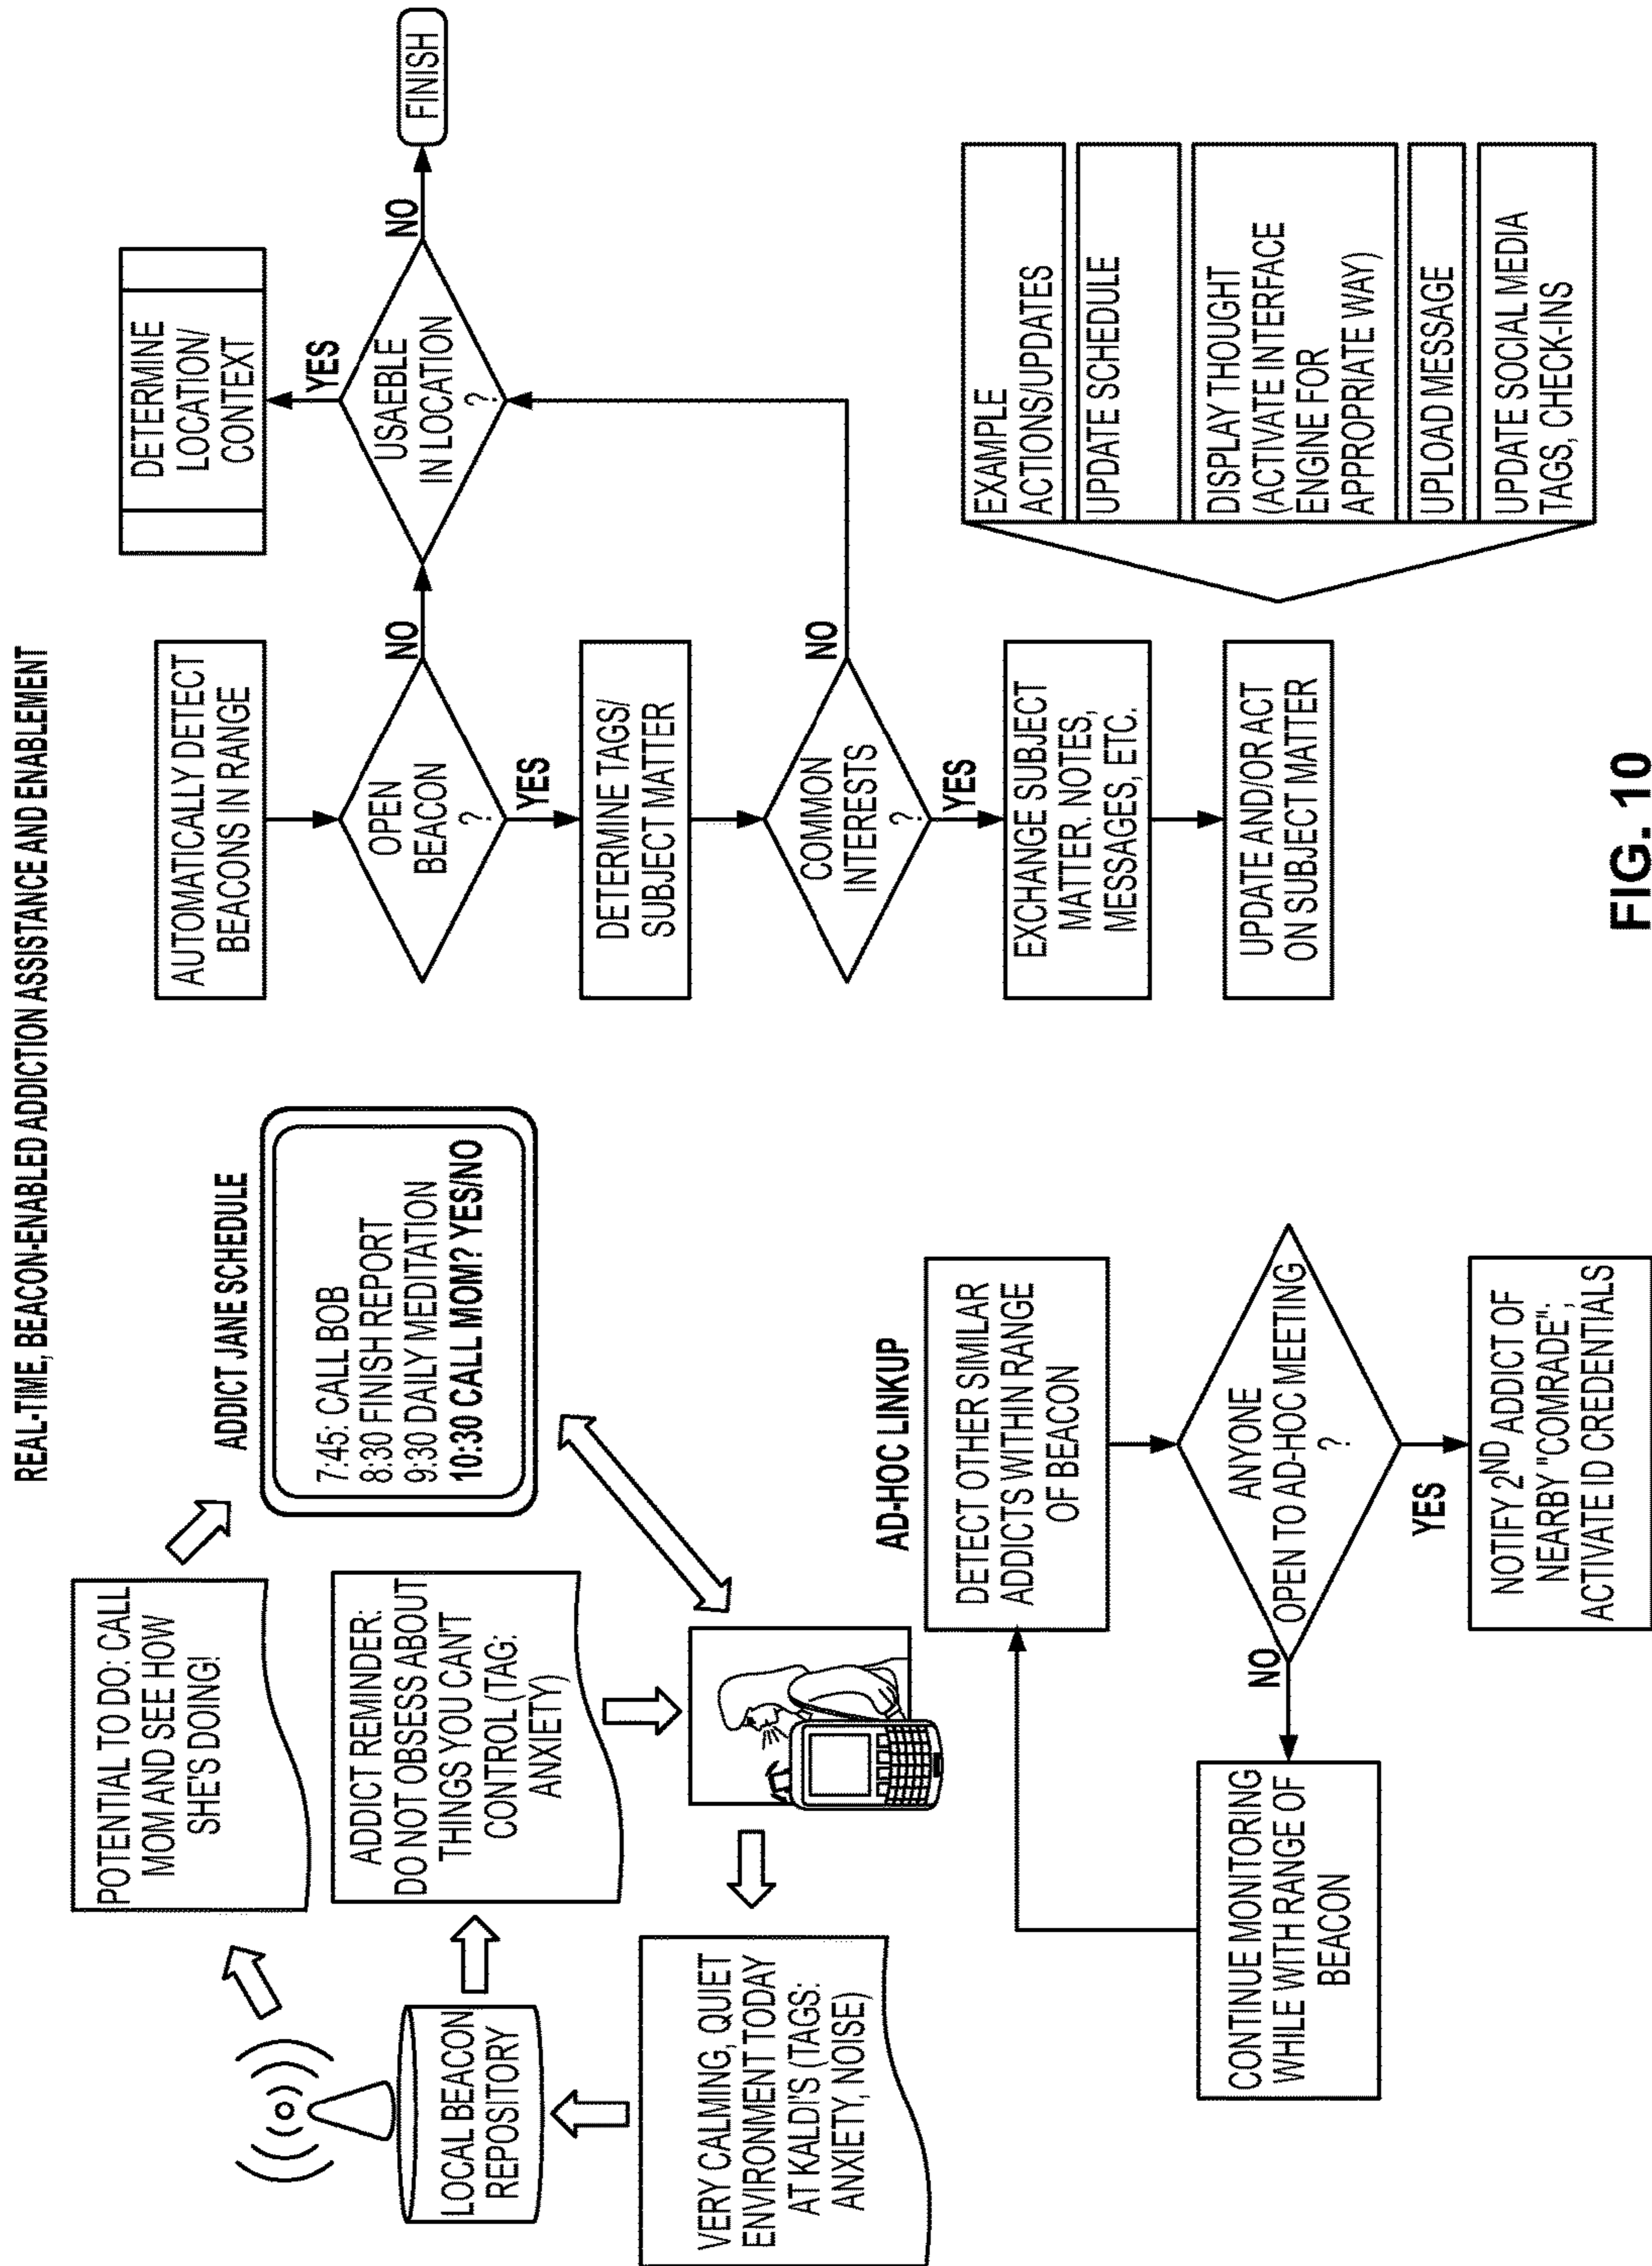 REAL-TIME, BEACON-ENABLED ADDICTION ASSISTANCE AND ENABLEMENT
POTENTIAL TO DO: CALL
MOM AND SEE HOW
SHE'S DOING!
ADDICT JANE SCHEDULE
7:45: CALL BOB
8:30 FINISH REPORT
9:30 DAILY MEDITATION
10:30 CALL MOM? YES/NO
LOCAL BEACON
REPOSITORY
ADDICT REMINDER:
DO NOT OBSESS ABOUT
THINGS YOU CAN'T
CONTROL (TAG:
ANXIETY)
VERY CALMING, QUIET
ENVIRONMENT TODAY
AT KALDI'S (TAGS:
ANXIETY, NOISE)
AD-HOC LINKUP
DETECT OTHER SIMILAR
ADDICTS WITHIN RANGE
OF BEACON
ANYONE
OPEN TO AD-HOC MEETING
?
NO
YES
CONTINUE MONITORING
WHILE WITH RANGE OF
BEACON
NOTIFY 2ND ADDICT OF
NEARBY "COMRADE".
ACTIVATE ID CREDENTIALS
AUTOMATICALLY DETECT
BEACONS IN RANGE
OPEN
BEACON
?
NO
YES
DETERMINE
LOCATION/
CONTEXT
YES
USAEBLE
IN LOCATION
?
NO
FINISH
DETERMINE TAGS/
SUBJECT MATTER
COMMON
INTERESTS
?
NO
YES
EXCHANGE SUBJECT
MATTER. NOTES,
MESSAGES, ETC.
UPDATE AND/OR ACT
ON SUBJECT MATTER
EXAMPLE
ACTIONS/UPDATES
UPDATE SCHEDULE
DISPLAY THOUGHT
(ACTIVATE INTERFACE
ENGINE FOR
APPROPRIATE WAY)
UPLOAD MESSAGE
UPDATE SOCIAL MEDIA
TAGS, CHECK-INS
FIG. 10